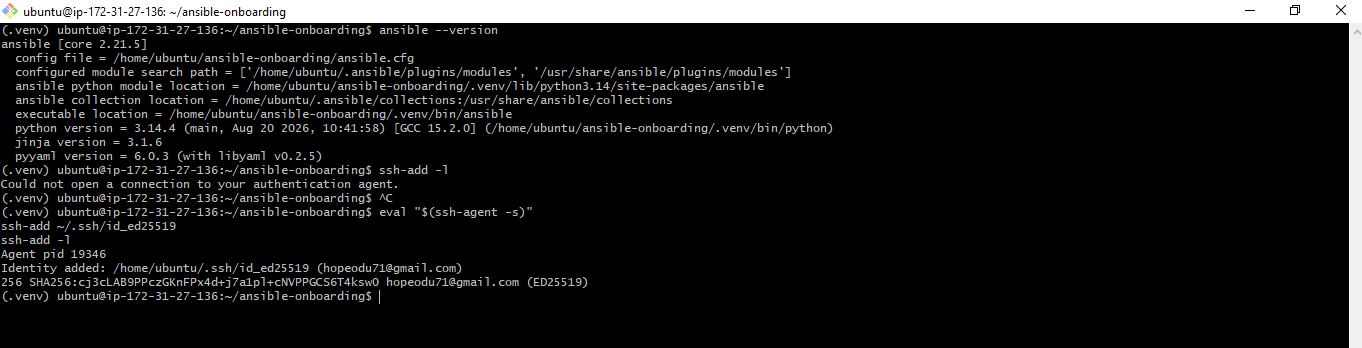 ubuntu@ip-172-31-27-136: ~/ansible-onboarding
(.venv) ubuntu@ip-172-31-27-136:~/ansible-onboarding$ ansible --version
ansible [core 2.21.5]
  config file = /home/ubuntu/ansible-onboarding/ansible.cfg
  configured module search path = ['/home/ubuntu/.ansible/plugins/modules', '/usr/share/ansible/plugins/modules']
  ansible python module location = /home/ubuntu/ansible-onboarding/.venv/lib/python3.14/site-packages/ansible
  ansible collection location = /home/ubuntu/.ansible/collections:/usr/share/ansible/collections
  executable location = /home/ubuntu/ansible-onboarding/.venv/bin/ansible
  python version = 3.14.4 (main, Aug 20 2026, 10:41:58) [GCC 15.2.0] (/home/ubuntu/ansible-onboarding/.venv/bin/python)
  jinja version = 3.1.6
  pyyaml version = 6.0.3 (with libyaml v0.2.5)
(.venv) ubuntu@ip-172-31-27-136:~/ansible-onboarding$ ssh-add -l
Could not open a connection to your authentication agent.
(.venv) ubuntu@ip-172-31-27-136:~/ansible-onboarding$ ^C
(.venv) ubuntu@ip-172-31-27-136:~/ansible-onboarding$ eval "$(ssh-agent -s)"
ssh-add ~/.ssh/id_ed25519
ssh-add -l
Agent pid 19346
Identity added: /home/ubuntu/.ssh/id_ed25519 (hopeodu71@gmail.com)
256 SHA256:cj3cLAB9PPczGKnFPx4d+j7a1pl+cNVPPGCS6T4ksw0 hopeodu71@gmail.com (ED25519)
(.venv) ubuntu@ip-172-31-27-136:~/ansible-onboarding$